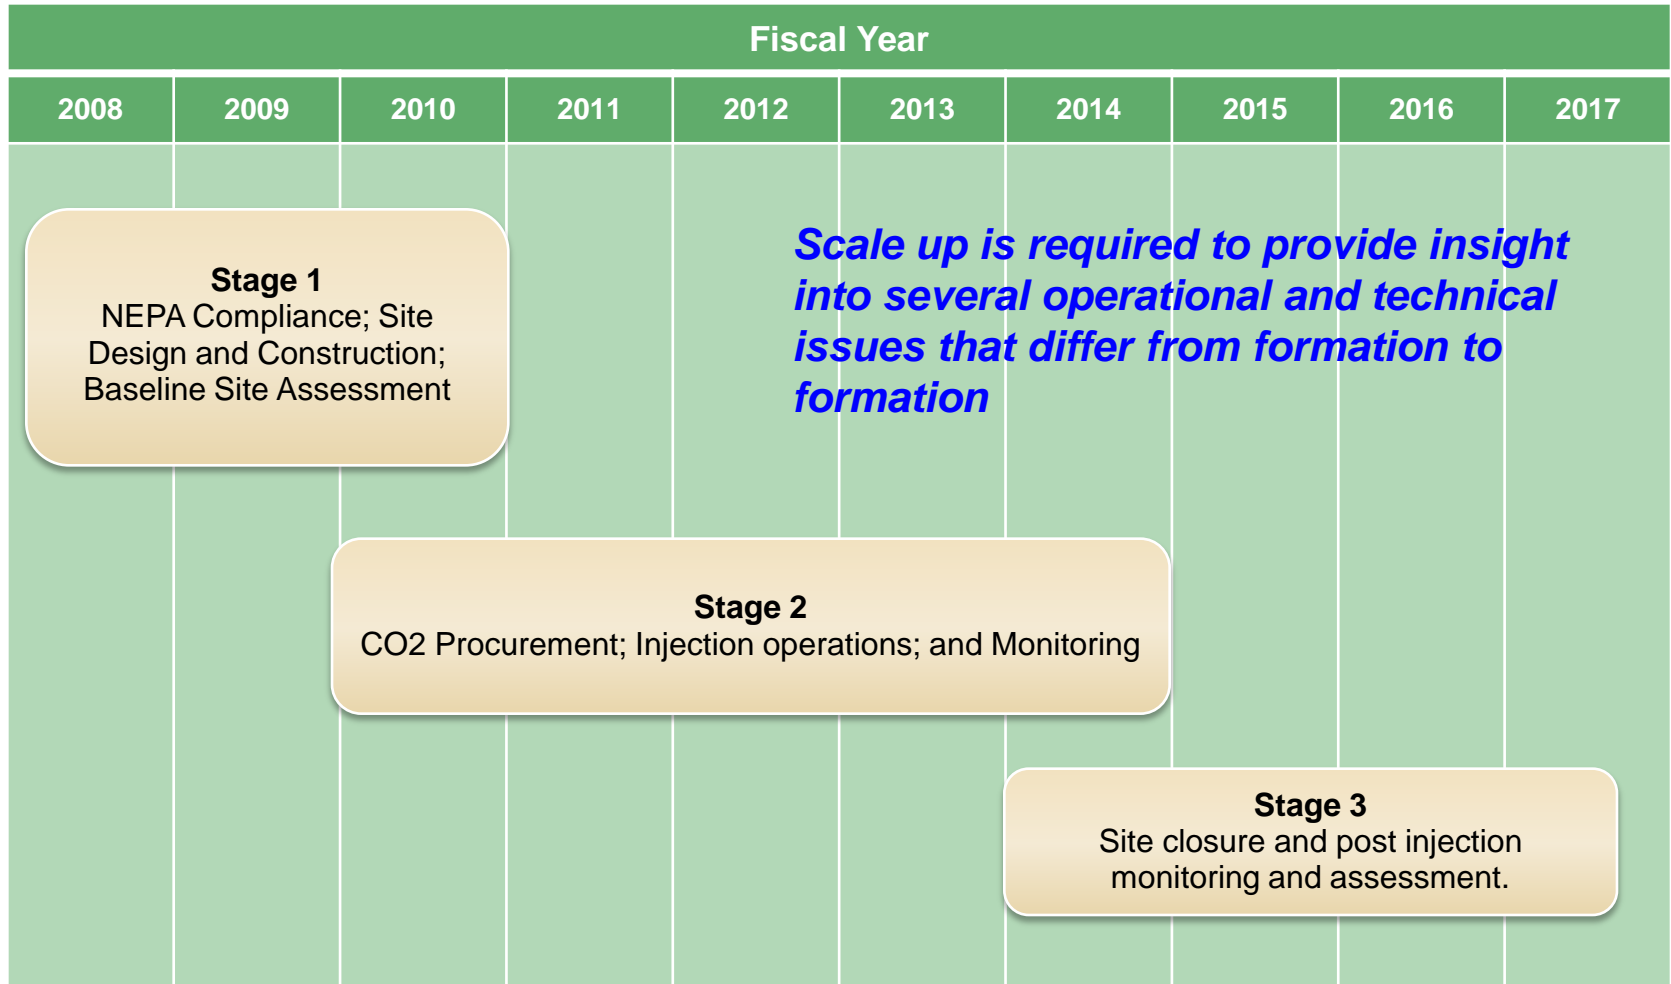 Fiscal Year
2008 2009 2010 2011 2012 2013 2014 2015 2016 2017
Stage 1
NEPA Compliance; Site
Design and Construction;
Baseline Site Assessment
Scale up is required to provide insight
into several operational and technical
issues that differ from formation to
formation
Stage 2
CO2 Procurement; Injection operations; and Monitoring
Stage 3
Site closure and post injection
monitoring and assessment.